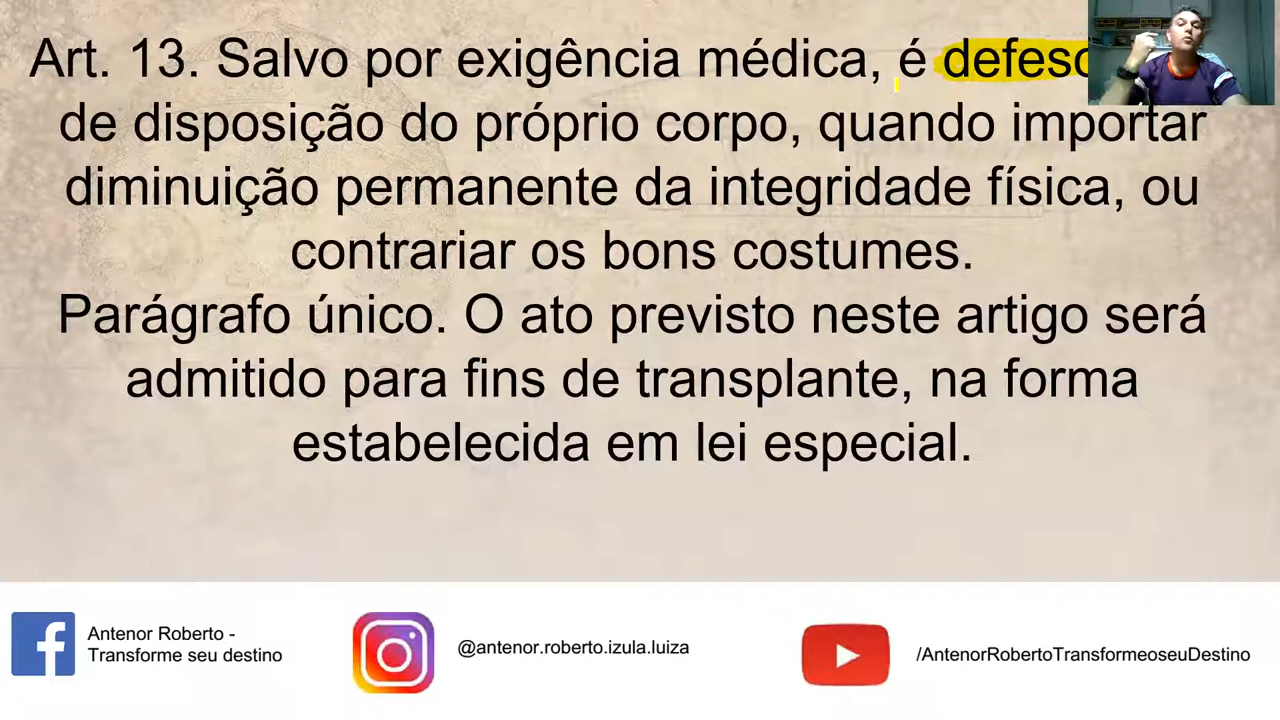 Art. 13. Salvo por exigência médica, é defeso
de disposição do próprio corpo, quando importar
diminuição permanente da integridade física, ou
contrariar os bons costumes.
Parágrafo único. O ato previsto neste artigo será
admitido para fins de transplante, na forma
estabelecida em lei especial.
Antenor Roberto -
Transforme seu destino
@antenor.roberto.izula.luiza
/AntenorRobertoTransformeoseuDestino